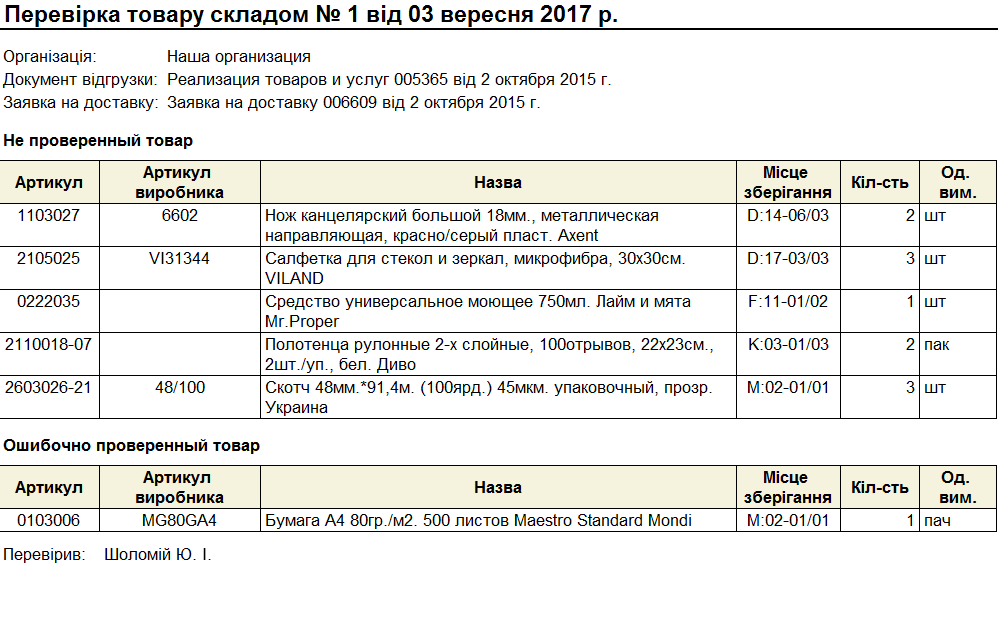 Перевірка товару складом № 1 від 03 вересня 2017 р.
Організація: Наша организация
Документ відгрузки: Реализация товаров и услуг 005365 від 2 октября 2015 г.
Заявка на доставку: Заявка на доставку 006609 від 2 октября 2015 г.
Не проверенный товар
Артикул Артикул виробника Назва Місце зберігання Кіл-сть Од. вим.
1103027 6602 Нож канцелярский большой 18мм., металлическая D:14-06/03 2 шт
направляющая, красно/серый пласт. Axent
2105025 VI31344 Салфетка для стекол и зеркал, микрофибра, 30х30см. D:17-03/03 3 шт
VILAND
0222035 Средство универсальное моющее 750мл. Лайм и мята F:11-01/02 1 шт
Mr.Proper
2110018-07 Полотенца рулонные 2-х слойные, 100отрывов, 22х23см., K:03-01/03 2 пак
2шт./уп., бел. Диво
2603026-21 48/100 Скотч 48мм.*91,4м. (100ярд.) 45мкм. упаковочный, прозр. M:02-01/01 3 шт
Украина
Ошибочно проверенный товар
Артикул Артикул виробника Назва Місце зберігання Кіл-сть Од. вим.
0103006 MG80GA4 Бумага А4 80гр./м2. 500 листов Maestro Standard Mondi M:02-01/01 1 пач
Перевірив: Шоломій Ю. І.